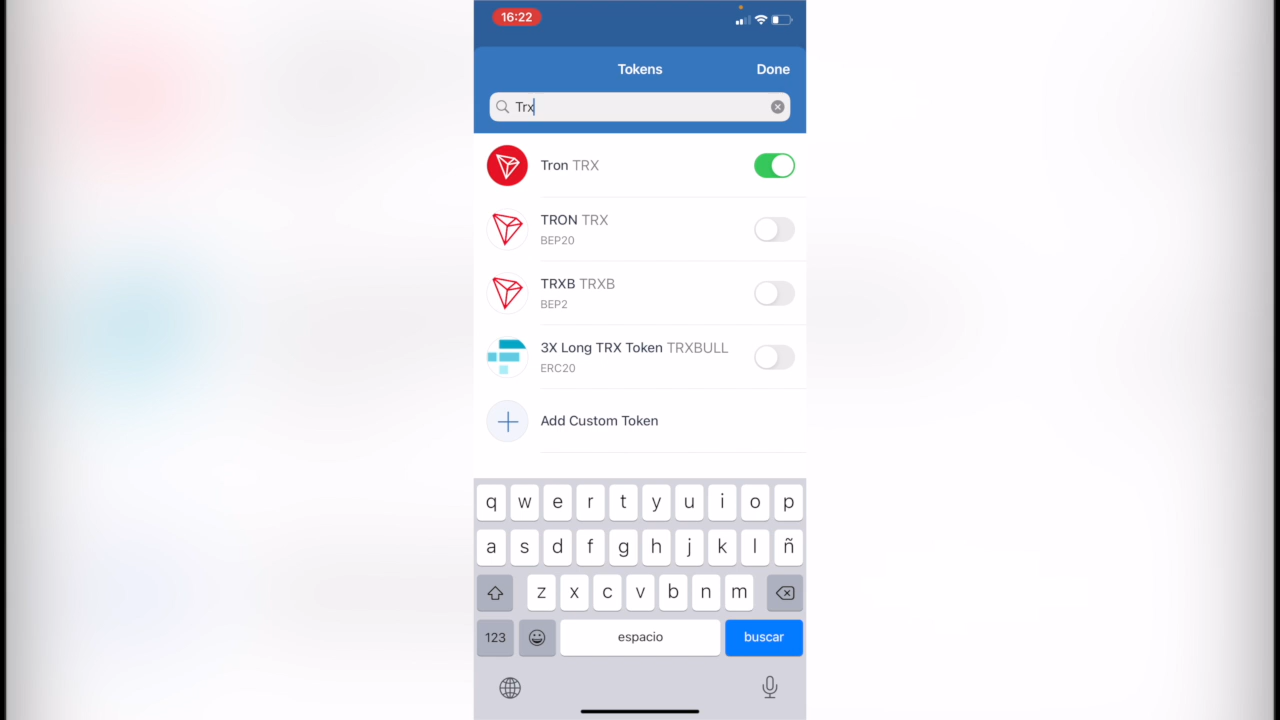 16:22
Tokens
Done
Trx
Tron TRX
TRON TRX
BEP20
TRXB TRXB
BEP2
3X Long TRX Token TRXBULL
ERC20
Add Custom Token
q w e r t y u i o p
a s d f g h j k l ñ
z x c v b n m
123 espacio buscar